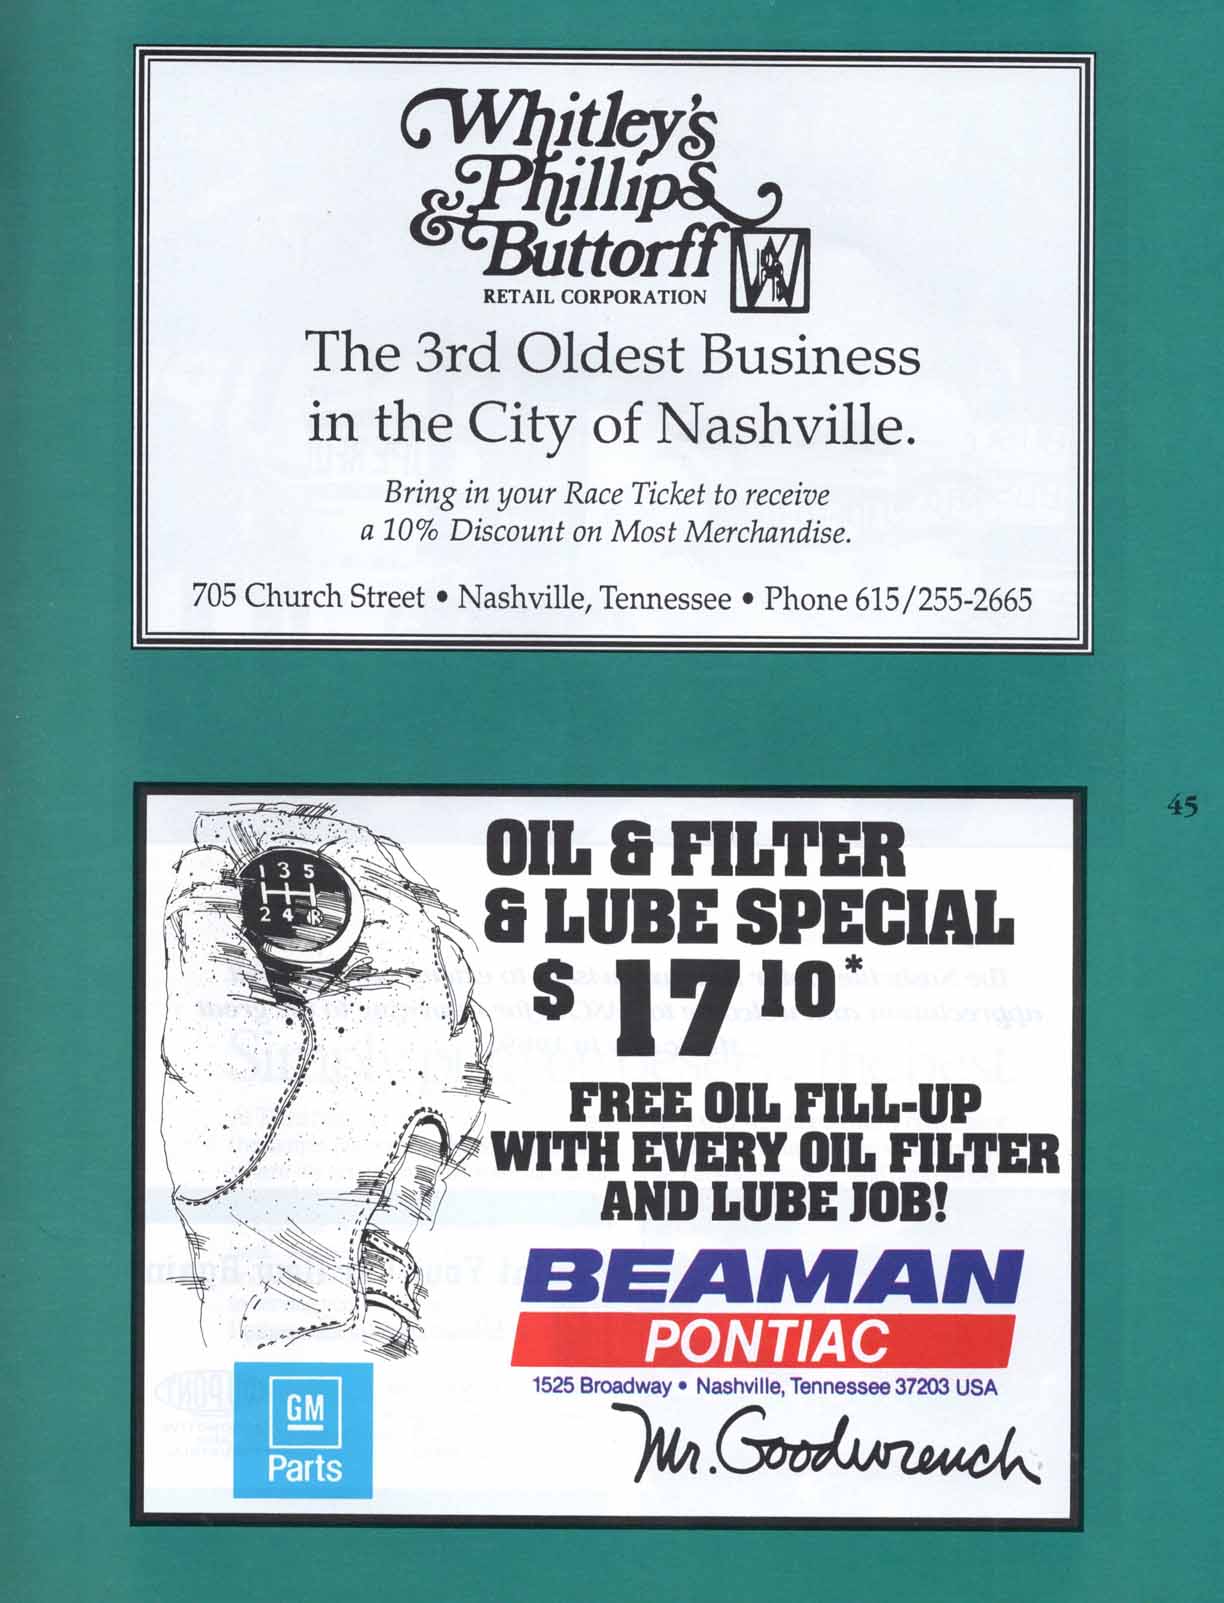 Whitley's
Phillips
& Buttorff
RETAIL CORPORATION
The 3rd Oldest Business
in the City of Nashville.
Bring in your Race Ticket to receive
a 10% Discount on Most Merchandise.
705 Church Street • Nashville, Tennessee • Phone 615/255-2665
45
1 3 5
2 4 R
OIL & FILTER
& LUBE SPECIAL
$17.10*
FREE OIL FILL-UP
WITH EVERY OIL FILTER
AND LUBE JOB!
BEAMAN
PONTIAC
1525 Broadway • Nashville, Tennessee 37203 USA
GM
Parts
Mr. Goodwrench